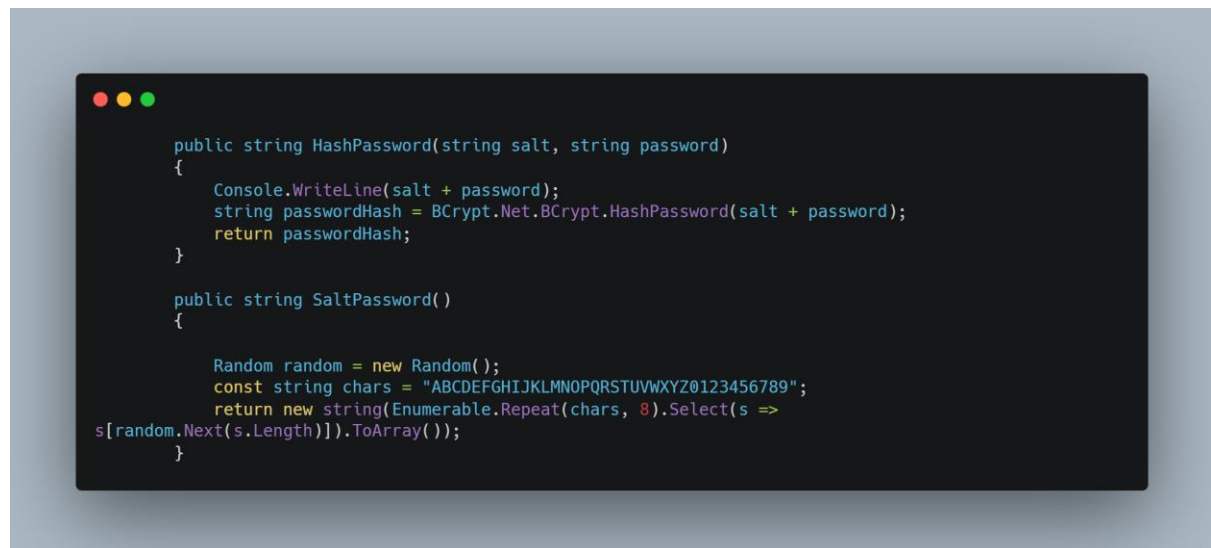 public string HashPassword(string salt, string password)
{
Console.WriteLine(salt + password);
string passwordHash = BCrypt.Net.BCrypt.HashPassword(salt + password);
return passwordHash;
}
public string SaltPassword()
{
Random random = new Random();
const string chars = "ABCDEFGHIJKLMNOPQRSTUVWXYZ0123456789";
return new string(Enumerable.Repeat(chars, 8).Select(s =>
s[random.Next(s.Length)]).ToArray());
}